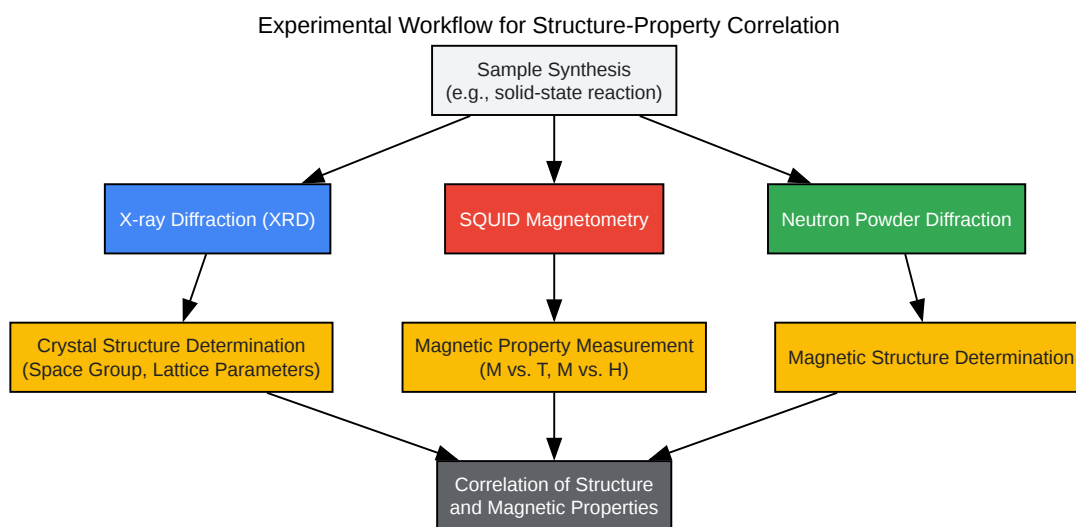 Experimental Workflow for Structure-Property Correlation
Sample Synthesis
(e.g., solid-state reaction)
X-ray Diffraction (XRD)
SQUID Magnetometry
Neutron Powder Diffraction
Crystal Structure Determination
(Space Group, Lattice Parameters)
Magnetic Property Measurement
(M vs. T, M vs. H)
Magnetic Structure Determination
Correlation of Structure
and Magnetic Properties